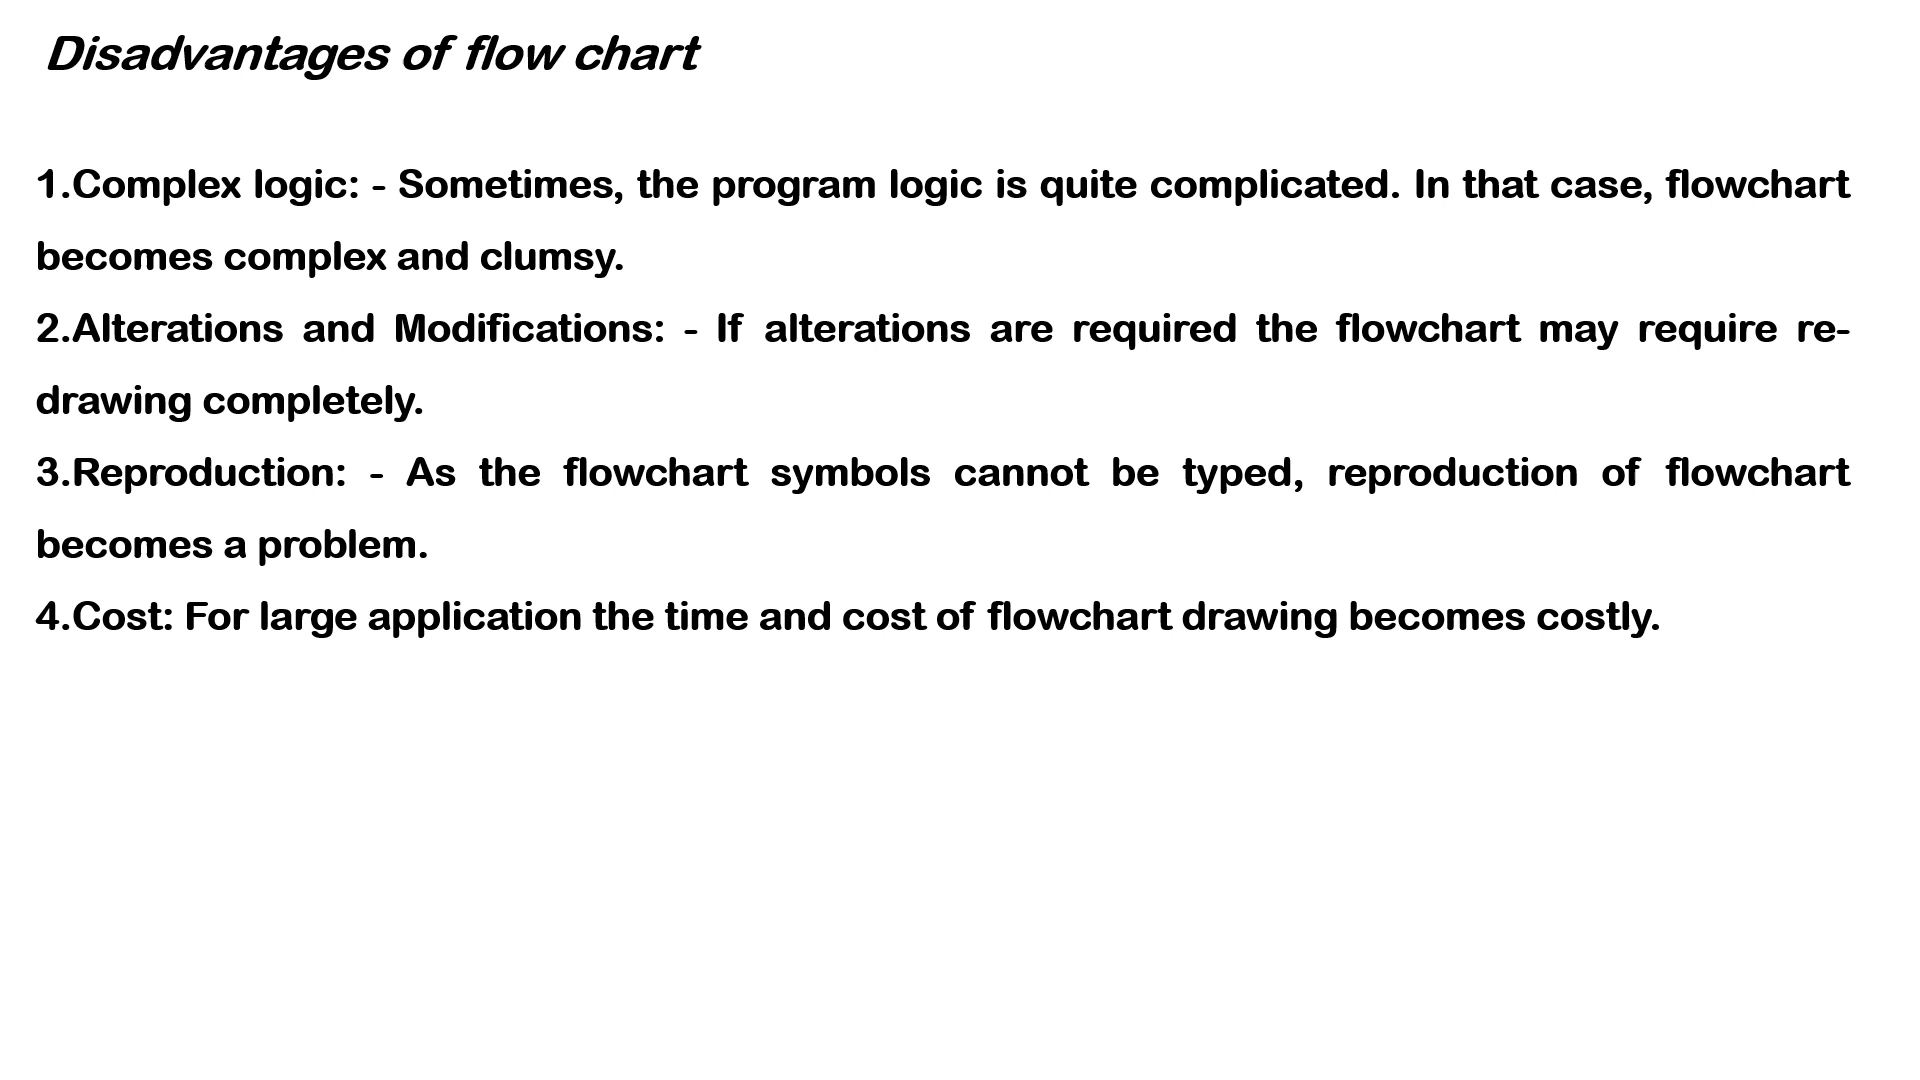 Disadvantages of flow chart
1.Complex logic: - Sometimes, the program logic is quite complicated. In that case, flowchart
becomes complex and clumsy.
2.Alterations and Modifications: - If alterations are required the flowchart may require re-
drawing completely.
3.Reproduction: - As the flowchart symbols cannot be typed, reproduction of flowchart
becomes a problem.
4.Cost: For large application the time and cost of flowchart drawing becomes costly.